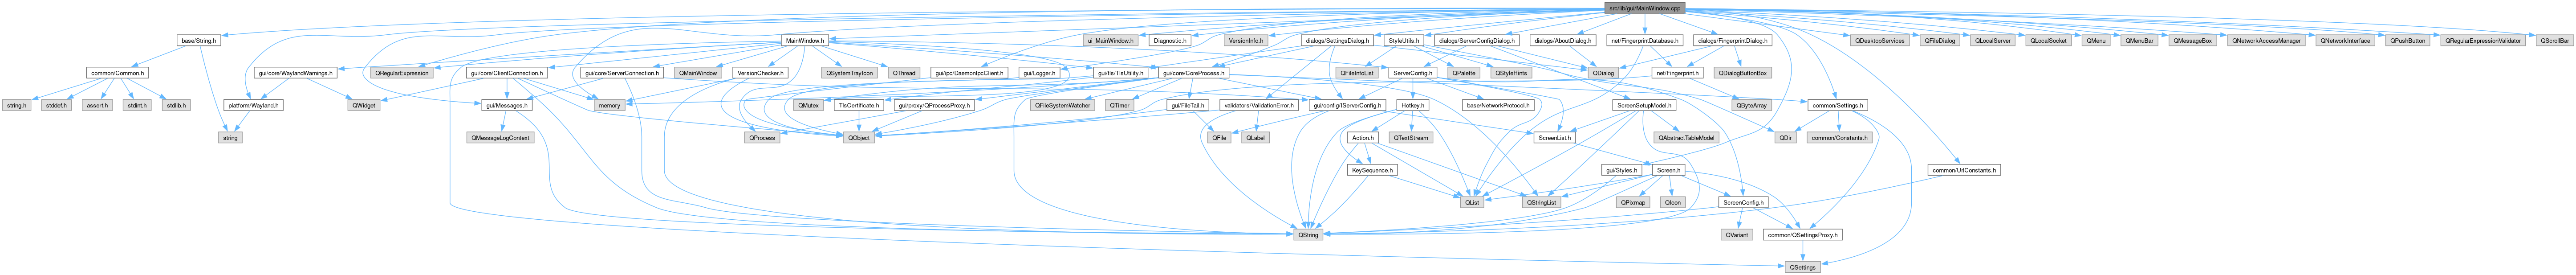 src/lib/gui/MainWindow.cpp
base/String.h
MainWindow.h
ui_MainWindow.h
Diagnostic.h
VersionInfo.h
dialogs/SettingsDialog.h
StyleUtils.h
dialogs/ServerConfigDialog.h
dialogs/AboutDialog.h
net/FingerprintDatabase.h
dialogs/FingerprintDialog.h
QDesktopServices
QFileDialog
QLocalServer
QLocalSocket
QMenu
QMenuBar
QMessageBox
QNetworkAccessManager
QNetworkInterface
QPushButton
QRegularExpressionValidator
QScrollBar
common/Common.h
gui/core/WaylandWarnings.h
QRegularExpression
gui/core/ClientConnection.h
gui/core/ServerConnection.h
QMainWindow
VersionChecker.h
QSystemTrayIcon
QThread
gui/ipc/DaemonIpcClient.h
gui/Logger.h
gui/tls/TlsUtility.h
gui/core/CoreProcess.h
QFileInfoList
ServerConfig.h
QPalette
QStyleHints
QDialog
net/Fingerprint.h
QDialogButtonBox
string.h
stddef.h
assert.h
stdint.h
stdlib.h
platform/Wayland.h
QWidget
gui/Messages.h
memory
QMutex
TlsCertificate.h
gui/proxy/QProcessProxy.h
QFileSystemWatcher
QTimer
gui/FileTail.h
validators/ValidationError.h
gui/config/IServerConfig.h
Hotkey.h
base/NetworkProtocol.h
ScreenSetupModel.h
QByteArray
common/Settings.h
string
QMessageLogContext
QProcess
QObject
QFile
QLabel
Action.h
QTextStream
ScreenList.h
QAbstractTableModel
QDir
common/Constants.h
KeySequence.h
gui/Styles.h
Screen.h
common/UrlConstants.h
QList
QStringList
QPixmap
QIcon
ScreenConfig.h
QString
QVariant
common/QSettingsProxy.h
QSettings